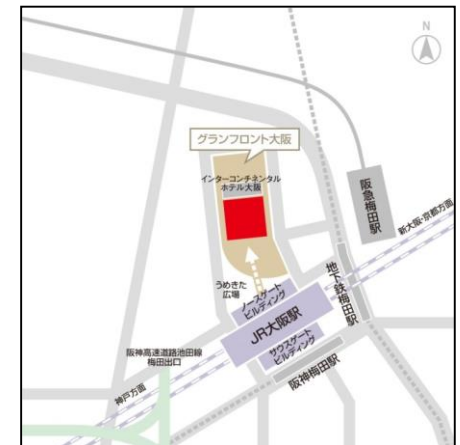 N
グランフロント大阪
インターコンチネンタル
ホテル大阪
阪急梅田駅
新大阪・京都方面
うめきた
広場
ノースゲート
ビルディング
地下鉄梅田駅
JR大阪駅
サウスゲート
ビルディング
阪神高速道路池田線
梅田出口
阪神梅田駅
神戸方面